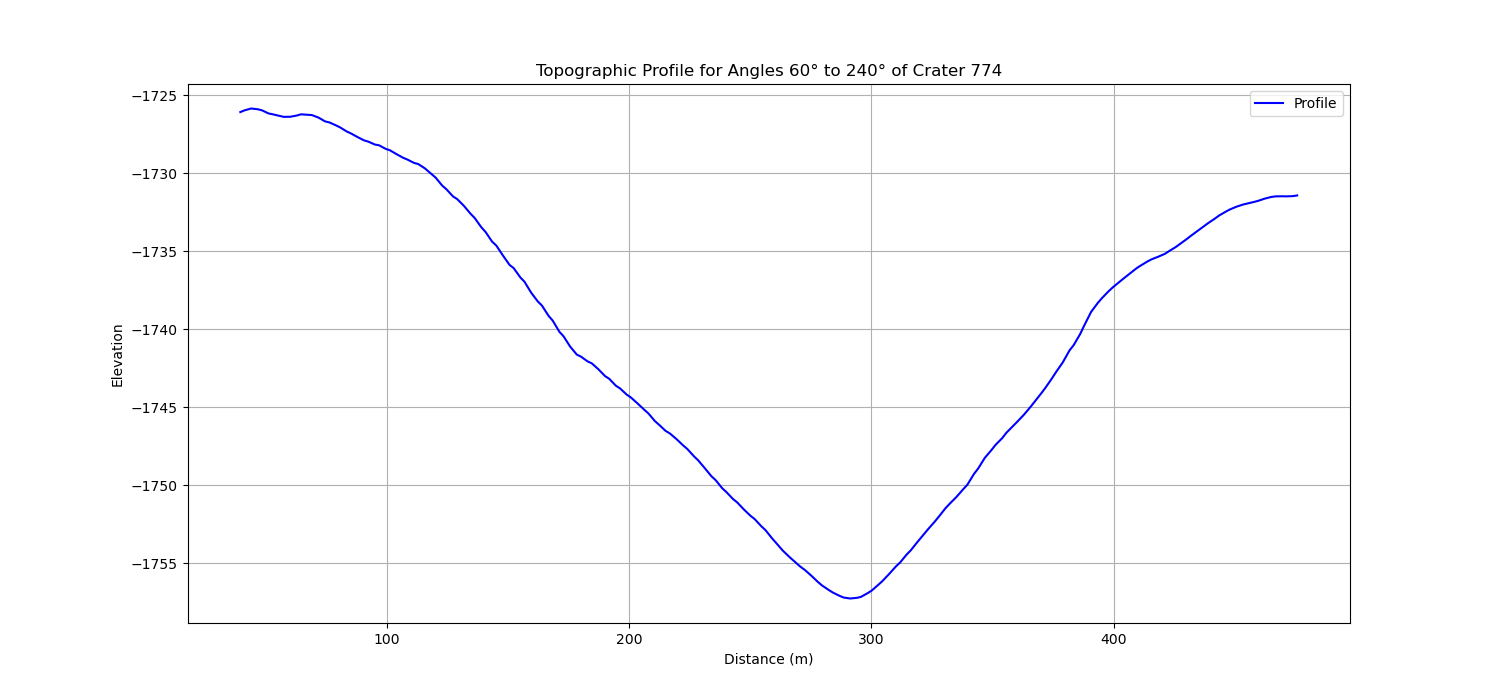 Topographic Profile for Angles 60° to 240° of Crater 774
Profile
−1725
−1730
−1735
−1740
−1745
−1750
−1755
Elevation
100
200
300
400
Distance (m)